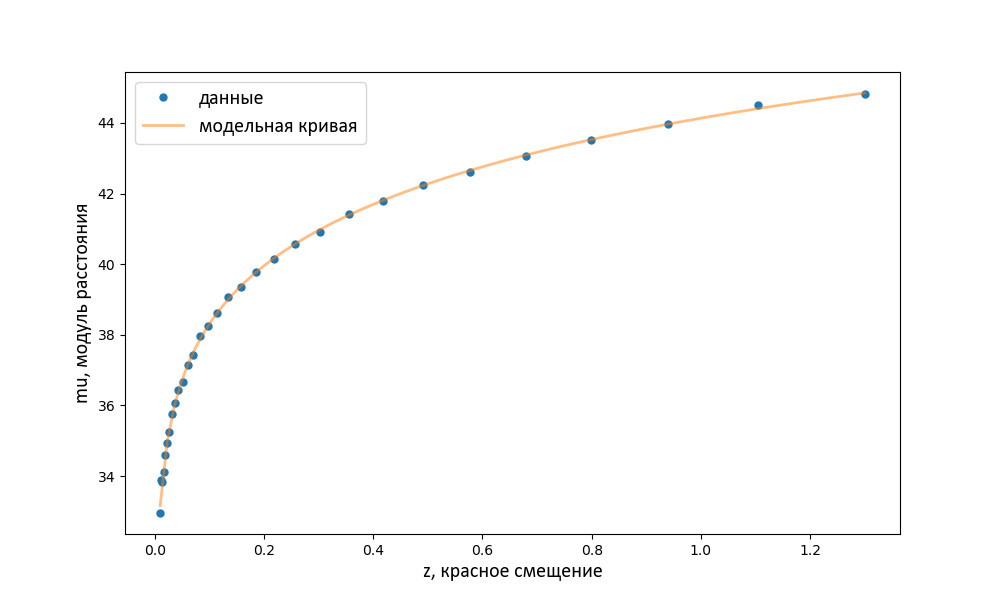 данные
модельная кривая
44
42
40
38
36
34
mu, модуль расстояния
0.0 0.2 0.4 0.6 0.8 1.0 1.2
z, красное смещение